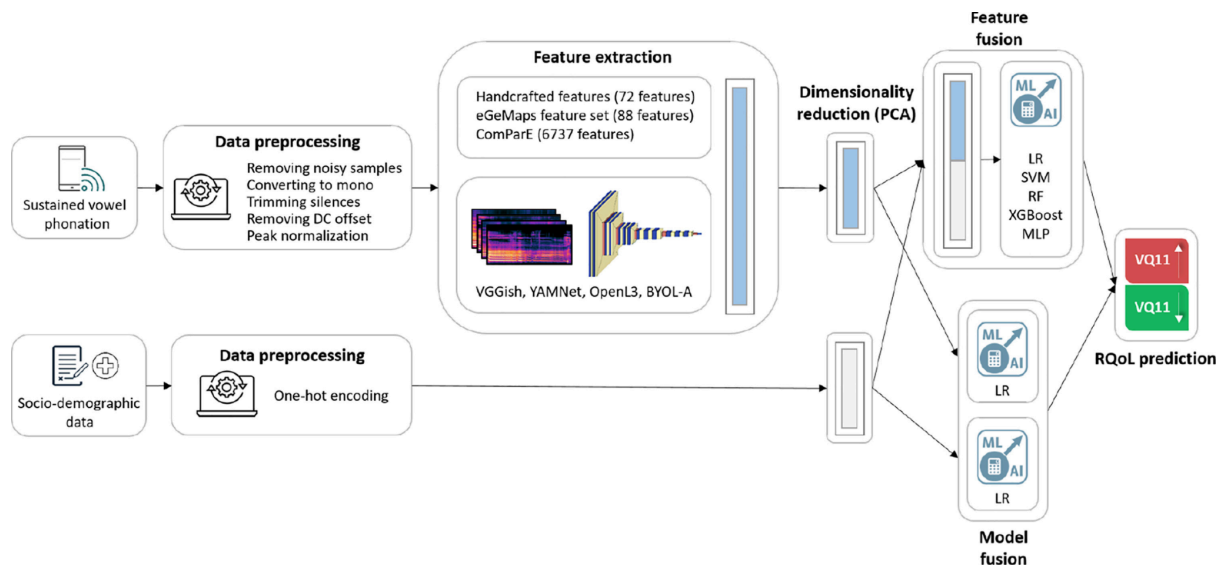 Feature
fusion
Feature extraction
Handcrafted features (72 features)
eGeMaps feature set (88 features)
ComParE (6737 features)
VGGish, YAMNet, OpenL3, BYOL-A
Dimensionality
reduction (PCA)
ML
AI
LR
SVM
RF
XGBoost
MLP
Sustained vowel
phonation
Data preprocessing
Removing noisy samples
Converting to mono
Trimming silences
Removing DC offset
Peak normalization
VQ11
VQ11
RQoL prediction
Socio-demographic
data
Data preprocessing
One-hot encoding
ML
AI
LR
ML
AI
LR
Model
fusion